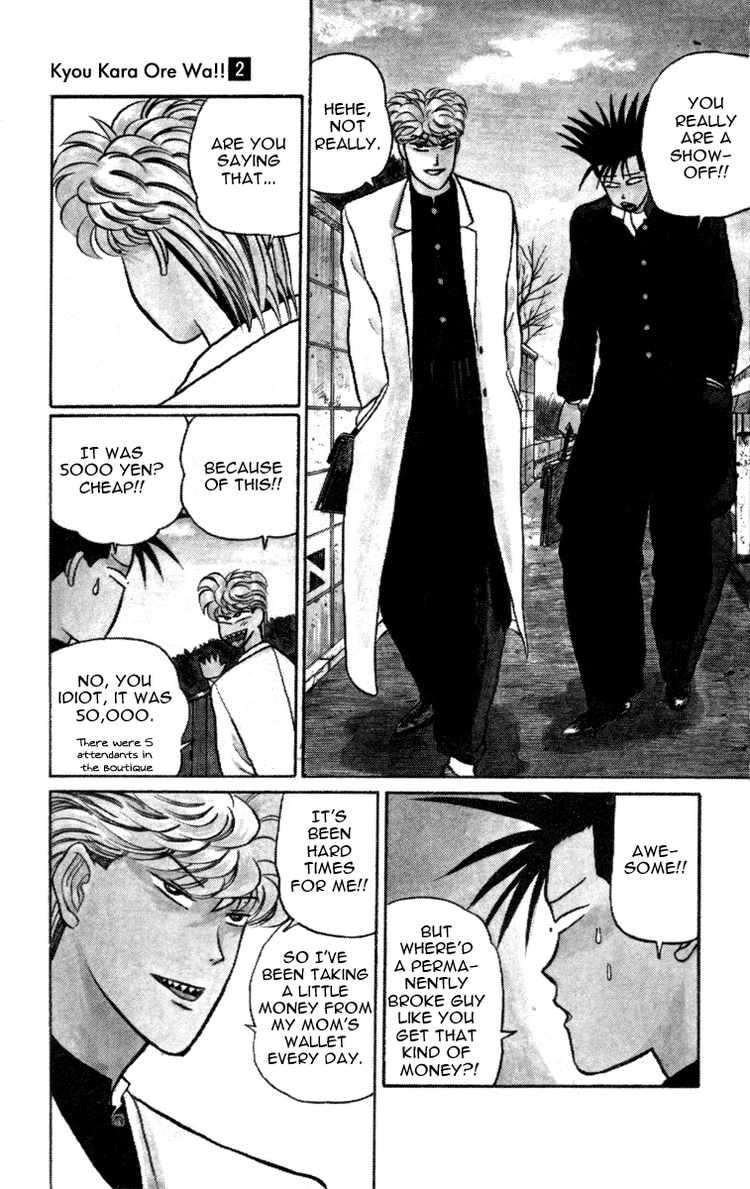 Kyou Kara Ore Wa!! 2
YOU
REALLY
ARE A
SHOW-
OFF!!
HEHE,
NOT
REALLY.
ARE YOU
SAYING
THAT...
BECAUSE
OF THIS!!
IT WAS
5000 YEN?
CHEAP!!
NO, YOU
IDIOT, IT WAS
50,000.
There were 5
attendants in
the Boutique
AWE-
SOME!!
BUT
WHERE'D
A PERMA-
NENTLY
BROKE GUY
LIKE YOU
GET THAT
KIND OF
MONEY?!
IT'S
BEEN
HARD
TIMES
FOR ME!!
SO I'VE
BEEN TAKING
A LITTLE
MONEY FROM
MY MOM'S
WALLET
EVERY DAY.